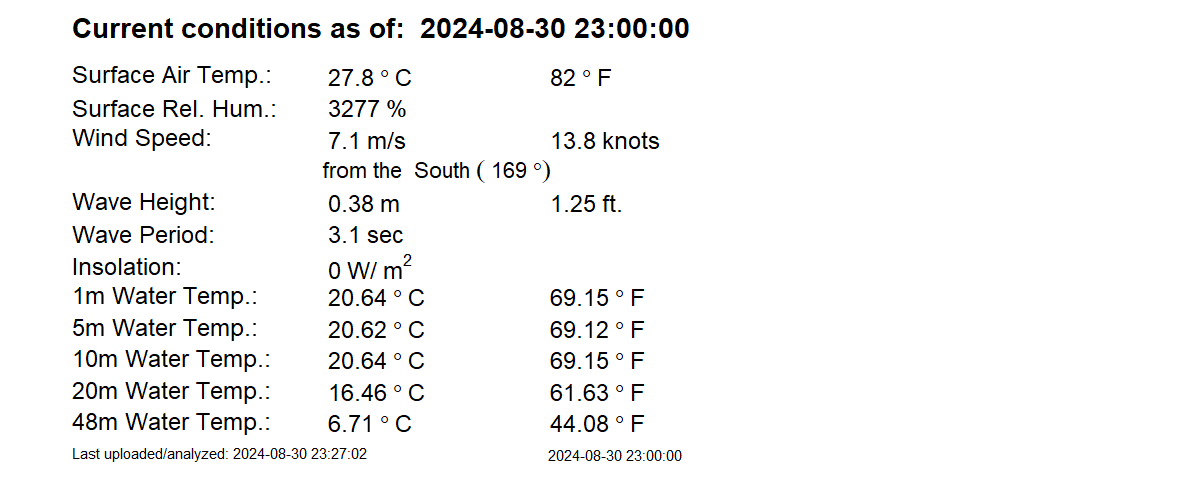 Current conditions as of: 2024-08-30 23:00:00
Surface Air Temp.: 27.8 ° C 82 ° F
Surface Rel. Hum.: 3277 %
Wind Speed: 7.1 m/s 13.8 knots
from the South ( 169 °)
Wave Height: 0.38 m 1.25 ft.
Wave Period: 3.1 sec
Insolation: 0 W/ m²
1m Water Temp.: 20.64 ° C 69.15 ° F
5m Water Temp.: 20.62 ° C 69.12 ° F
10m Water Temp.: 20.64 ° C 69.15 ° F
20m Water Temp.: 16.46 ° C 61.63 ° F
48m Water Temp.: 6.71 ° C 44.08 ° F
Last uploaded/analyzed: 2024-08-30 23:27:02 2024-08-30 23:00:00